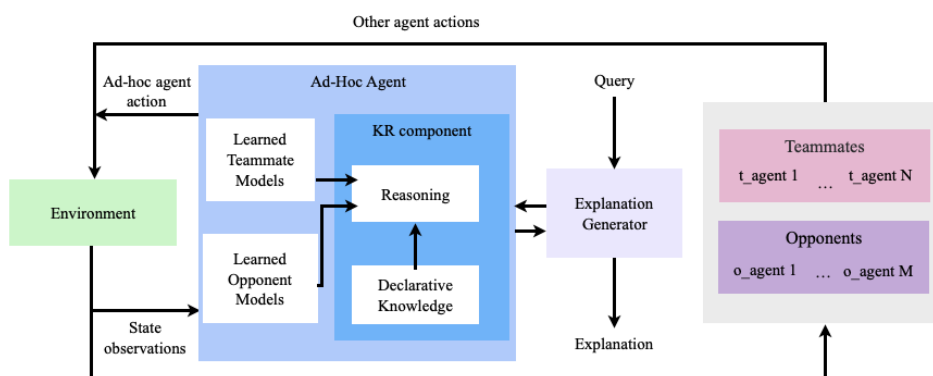 Other agent actions
Ad-hoc agent
action
Ad-Hoc Agent
Query
Learned
Teammate
Models
KR component
Reasoning
Teammates
t_agent 1 ... t_agent N
Environment
Explanation
Generator
Opponents
o_agent 1 ... o_agent M
Learned
Opponent
Models
Declarative
Knowledge
State
observations
Explanation